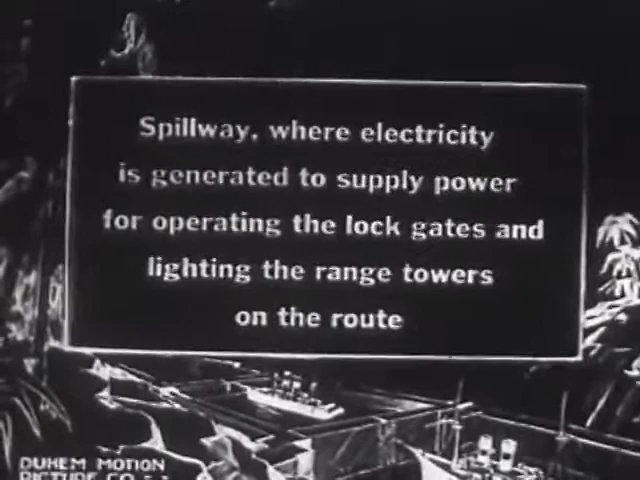 Spillway, where electricity
is generated to supply power
for operating the lock gates and
lighting the range towers
on the route
DUHEM MOTION
PICTURE CO.